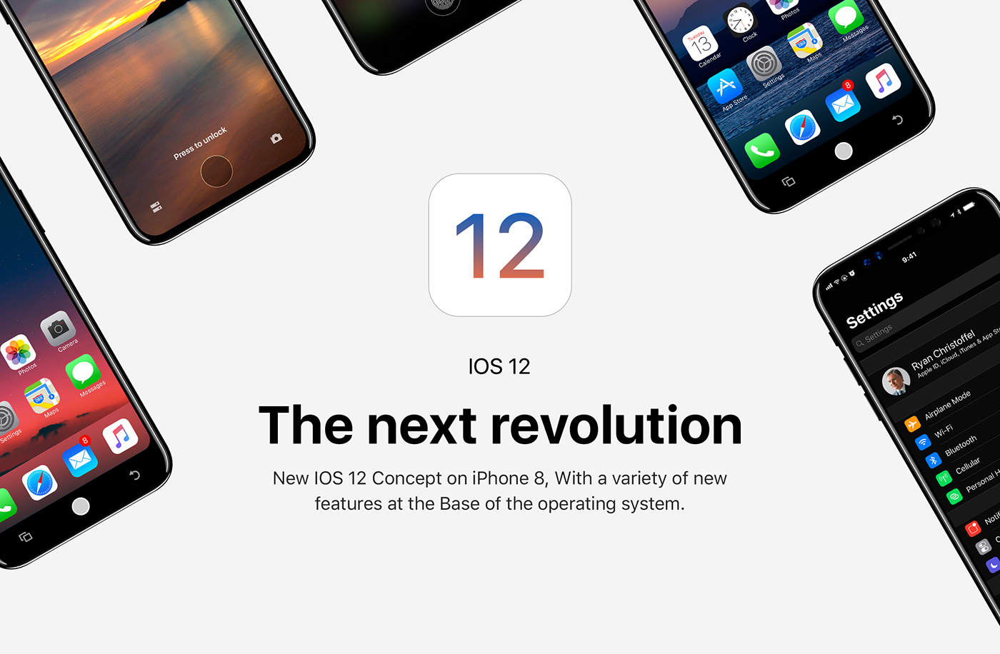 Press to unlock
Tuesday
13
Calendar
Clock
Photos
App Store
Settings
Maps
Messages
8
12
IOS 12
The next revolution
New IOS 12 Concept on iPhone 8, With a variety of new
features at the Base of the operating system.
Photos
Camera
Settings
Maps
280
Messages
8
9:41
Settings
Settings
Ryan Christoffel
Apple ID, iCloud, iTunes & App
Airplane Mode
Wi-Fi
Bluetooth
Cellular
Personal